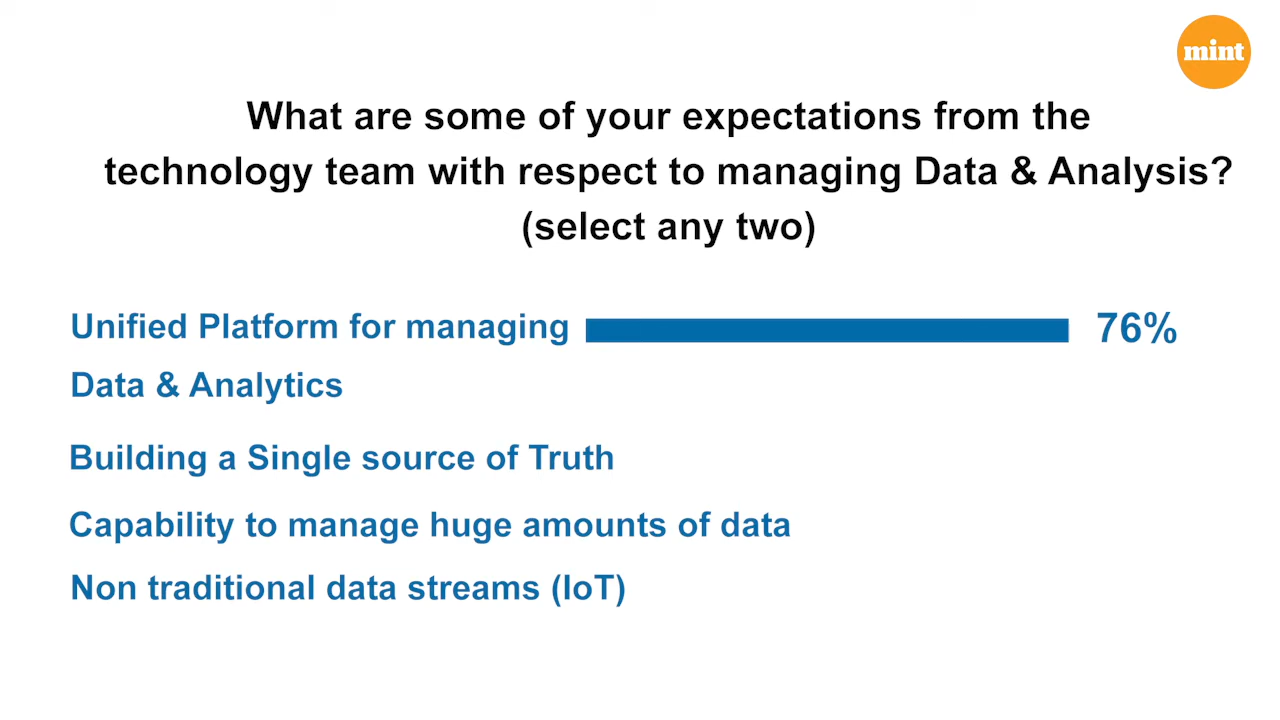 mint
What are some of your expectations from the
technology team with respect to managing Data & Analysis?
(select any two)
Unified Platform for managing 76%
Data & Analytics
Building a Single source of Truth
Capability to manage huge amounts of data
Non traditional data streams (IoT)